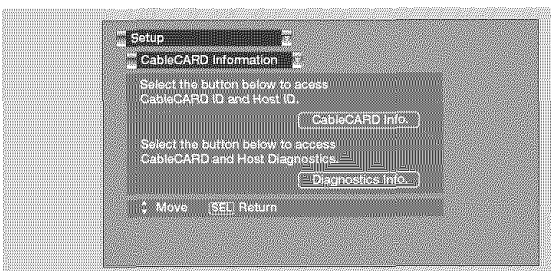 Setup
CableCARD Information
Select the button below to acess
CableCARD ID and Host ID.
CableCARD Info.
Select the button below to access
CableCARD and Host Diagnostics.
Diagnostics Info.
Move SEL Return